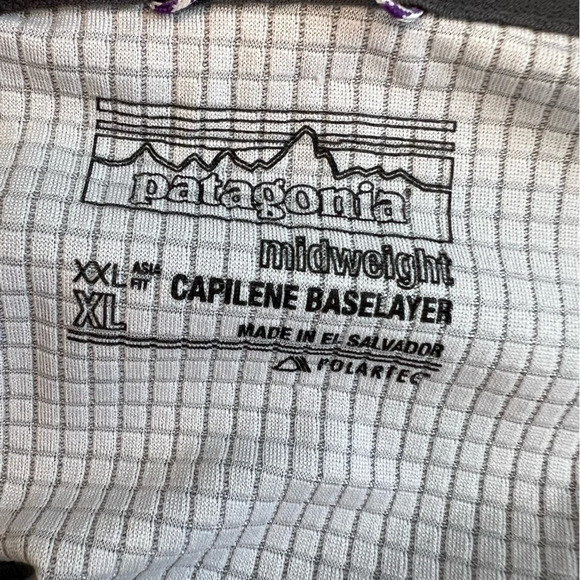 patagonia
midweight
XXL ASIA FIT
XL
CAPILENE BASELAYER
MADE IN EL SALVADOR
POLARTEC